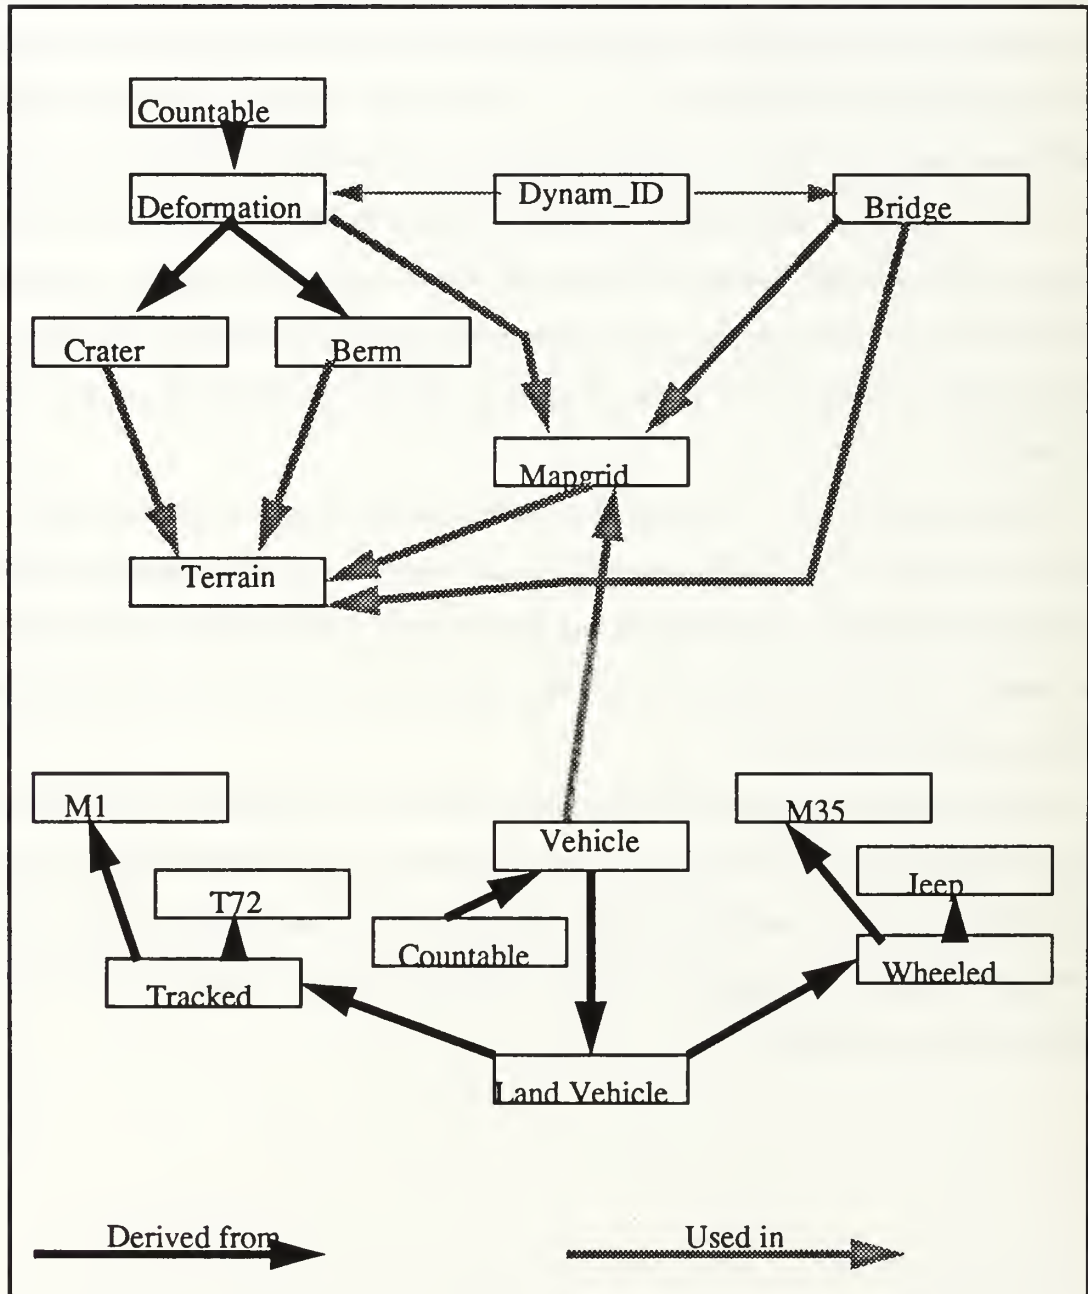 Countable
Deformation
Dynam_ID
Bridge
Crater
Berm
Mapgrid
Terrain
M1
M35
Vehicle
Jeep
T72
Countable
Wheeled
Tracked
Land Vehicle
Derived from
Used in